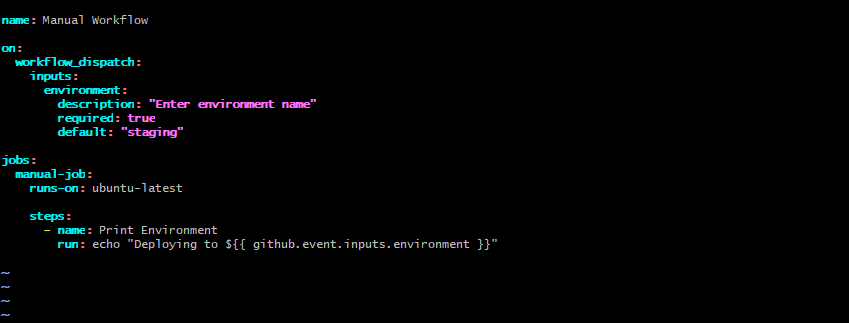 name: Manual Workflow
on:
workflow_dispatch:
inputs:
environment:
description: "Enter environment name"
required: true
default: "staging"
jobs:
manual-job:
runs-on: ubuntu-latest
steps:
- name: Print Environment
run: echo "Deploying to ${{ github.event.inputs.environment }}"
~
~
~
~